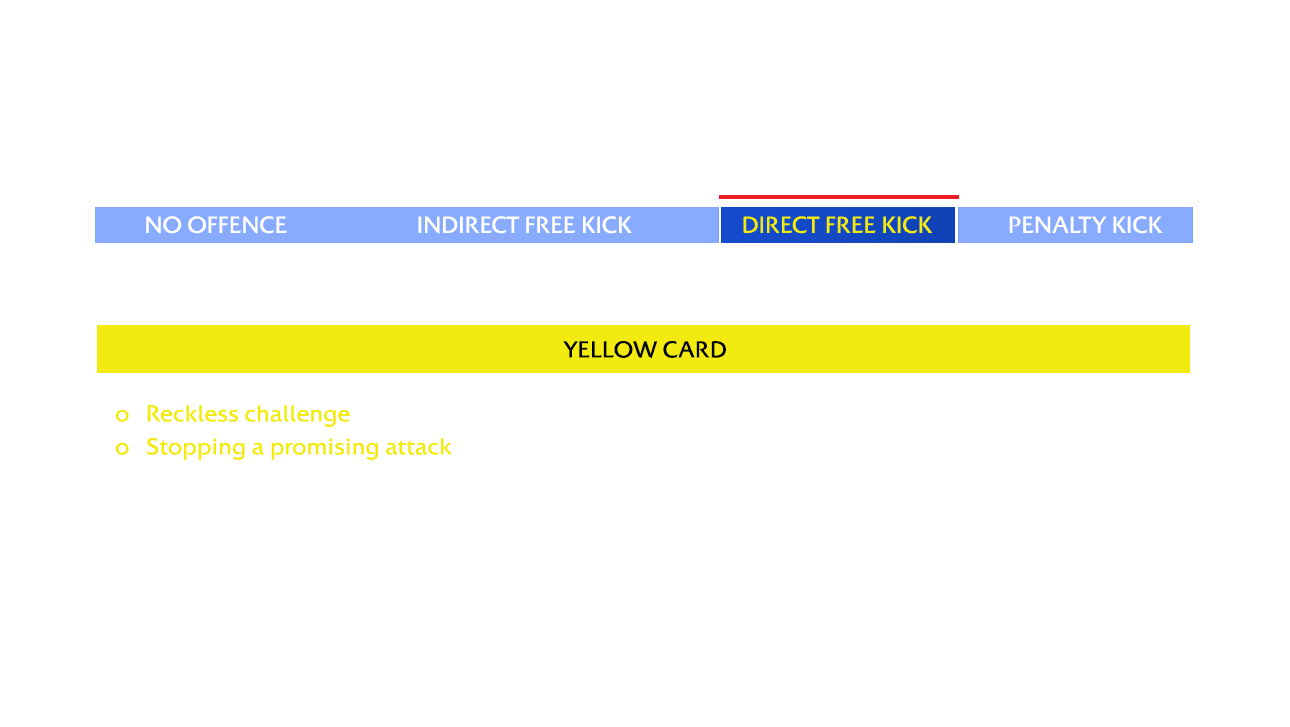 NO OFFENCE INDIRECT FREE KICK DIRECT FREE KICK PENALTY KICK
YELLOW CARD
o Reckless challenge
o Stopping a promising attack